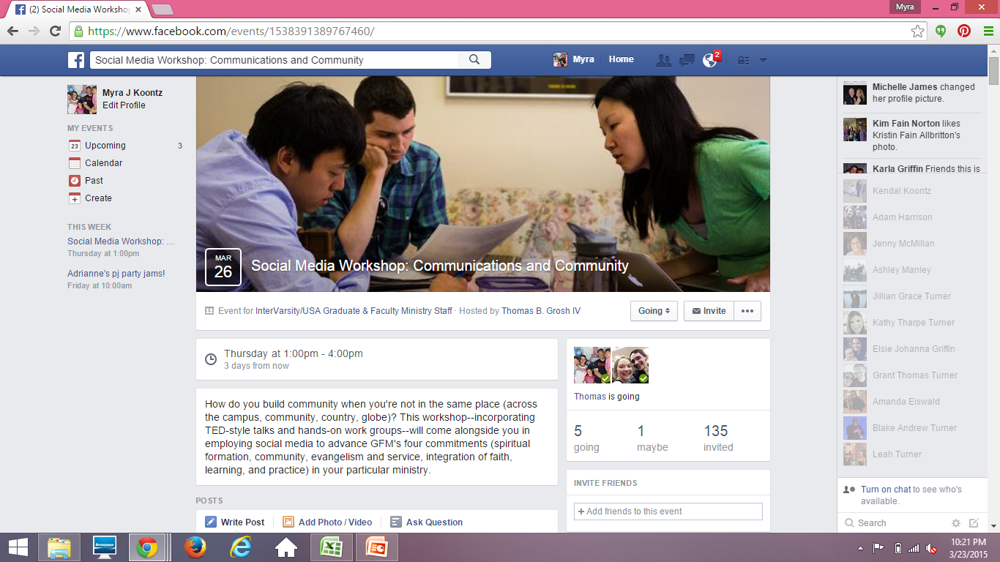 (2) Social Media Worksho
Myra
https://www.facebook.com/events/1538391389767460/
Social Media Workshop: Communications and Community
Myra
Home
2
Myra J Koontz
Edit Profile
MY EVENTS
23 Upcoming 3
Calendar
Past
Create
THIS WEEK
Social Media Workshop: ...
Thursday at 1:00pm
Adrianne's pj party jams!
Friday at 10:00am
MAR
26
Social Media Workshop: Communications and Community
Event for InterVarsity/USA Graduate & Faculty Ministry Staff · Hosted by Thomas B. Grosh IV
Going
Invite
Thursday at 1:00pm - 4:00pm
3 days from now
How do you build community when you're not in the same place (across
the campus, community, country, globe)? This workshop--incorporating
TED-style talks and hands-on work groups--will come alongside you in
employing social media to advance GFM's four commitments (spiritual
formation, community, evangelism and service, integration of faith,
learning, and practice) in your particular ministry.
POSTS
Write Post
Add Photo / Video
Ask Question
Thomas is going
5 1 135
going maybe invited
INVITE FRIENDS
+ Add friends to this event
Michelle James changed
her profile picture.
Kim Fain Norton likes
Kristin Fain Allbritton's
photo.
Karla Griffin Friends this is
Kendal Koontz
Adam Harrison
Jenny McMillan
Ashley Manley
Jillian Grace Turner
Kathy Tharpe Turner
Elsie Johanna Griffin
Grant Thomas Turner
Amanda Eiswald
Blake Andrew Turner
Leah Turner
Turn on chat to see who's
available.
Search
lenovo
10:21 PM
3/23/2015